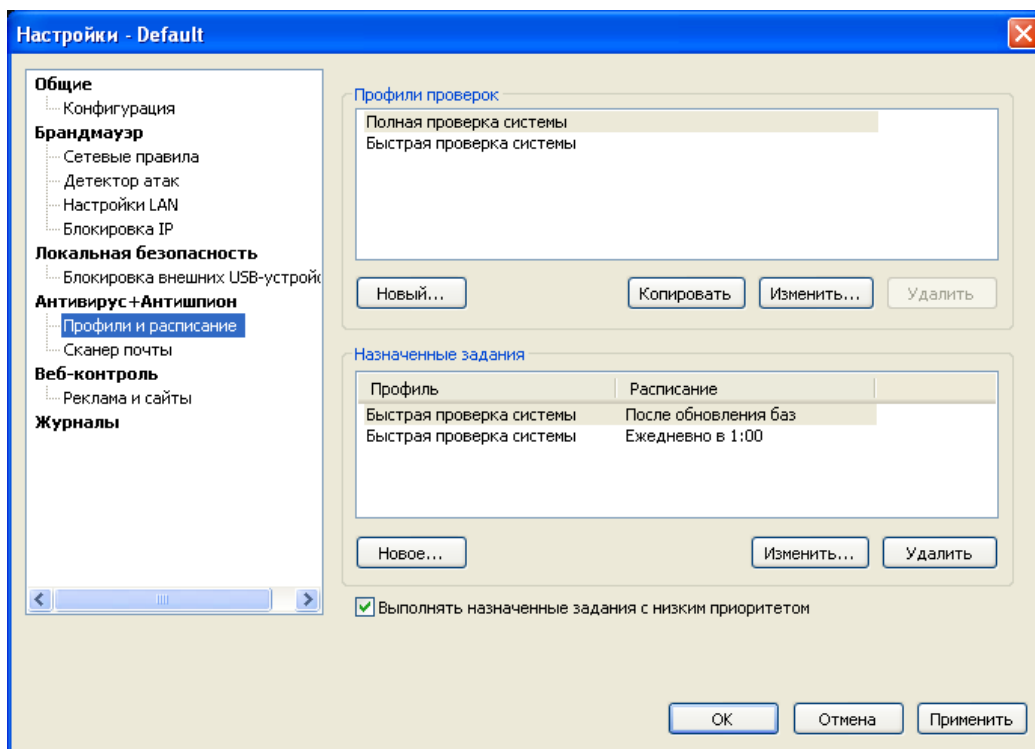 Настройки - Default
Общие
Конфигурация
Брандмауэр
Сетевые правила
Детектор атак
Настройки LAN
Блокировка IP
Локальная безопасность
Блокировка внешних USB-устройс
Антивирус+Антишпион
Профили и расписание
Сканер почты
Веб-контроль
Реклама и сайты
Журналы
Профили проверок
Полная проверка системы
Быстрая проверка системы
Новый... Копировать Изменить... Удалить
Назначенные задания
Профиль Расписание
Быстрая проверка системы После обновления баз
Быстрая проверка системы Ежедневно в 1:00
Новое... Изменить... Удалить
Выполнять назначенные задания с низким приоритетом
ОК Отмена Применить